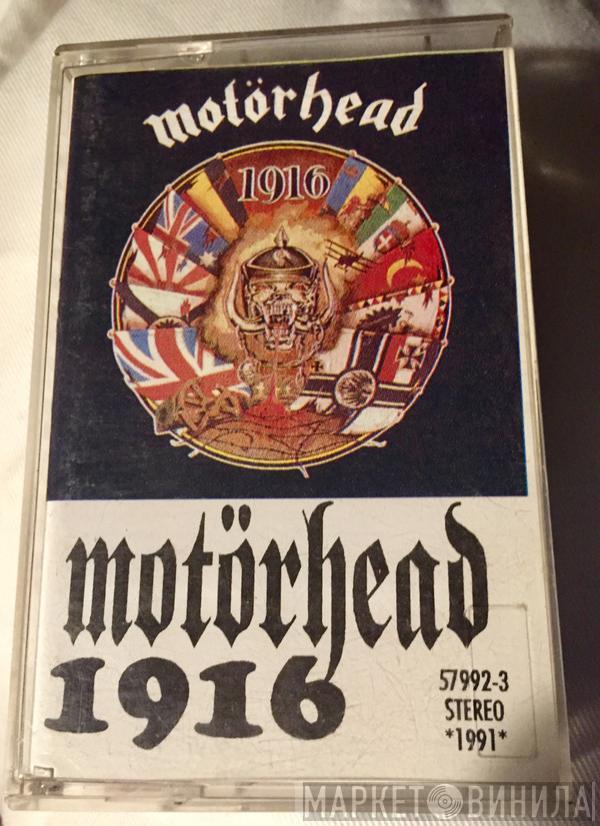 motörhead
1916
motörhead
1916
57992-3
STEREO
*1991*
МАРКЕТ ВИНИЛА